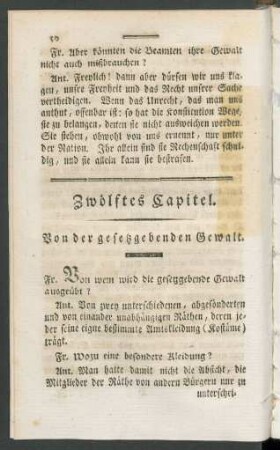 50
Fr. Aber könnten die Beamten ihre Gewalt
nicht auch mißbrauchen?
Ant. Freylich! dann aber dürfen wir uns kla-
gen, unsre Freyheit und das Recht unsrer Sache
vertheidigen. Wenn das Unrecht, das man uns
anthut, offenbar ist: so hat die Konstitution Wege,
sie zu belangen, denen sie nicht ausweichen werden.
Sie stehen, obwohl von uns ernennt, nur unter
der Nation. Ihr allein sind sie Rechenschaft schul-
dig, und sie allein kann sie bestrafen.
Zwölftes Capitel.
Von der gesetzgebenden Gewalt.
Fr. Von wem wird die gesetzgebende Gewalt
ausgeübt?
Ant. Von zwey unterschiedenen, abgesönderten
und von einander unabhängigen Räthen, deren je-
der seine eigne bestimmte Amtskleidung (Kostüme)
trägt.
Fr. Wozu eine besondere Kleidung?
Ant. Man hatte damit nicht die Absicht, die
Mitglieder der Räthe von andern Bürgern nur zu
unterschei-